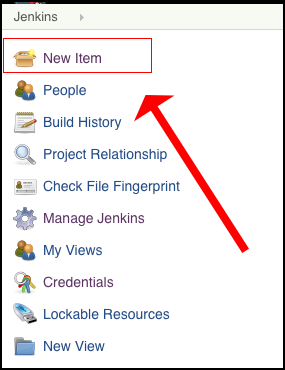 Jenkins
New Item
People
Build History
Project Relationship
Check File Fingerprint
Manage Jenkins
My Views
Credentials
Lockable Resources
New View